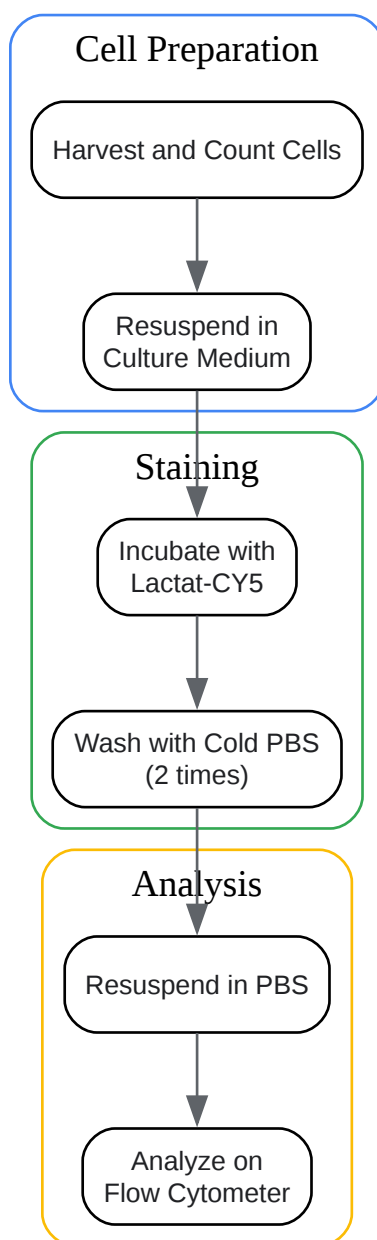 Cell Preparation
Harvest and Count Cells
Resuspend in
Culture Medium
Staining
Incubate with
Lactat-CY5
Wash with Cold PBS
(2 times)
Analysis
Resuspend in PBS
Analyze on
Flow Cytometer